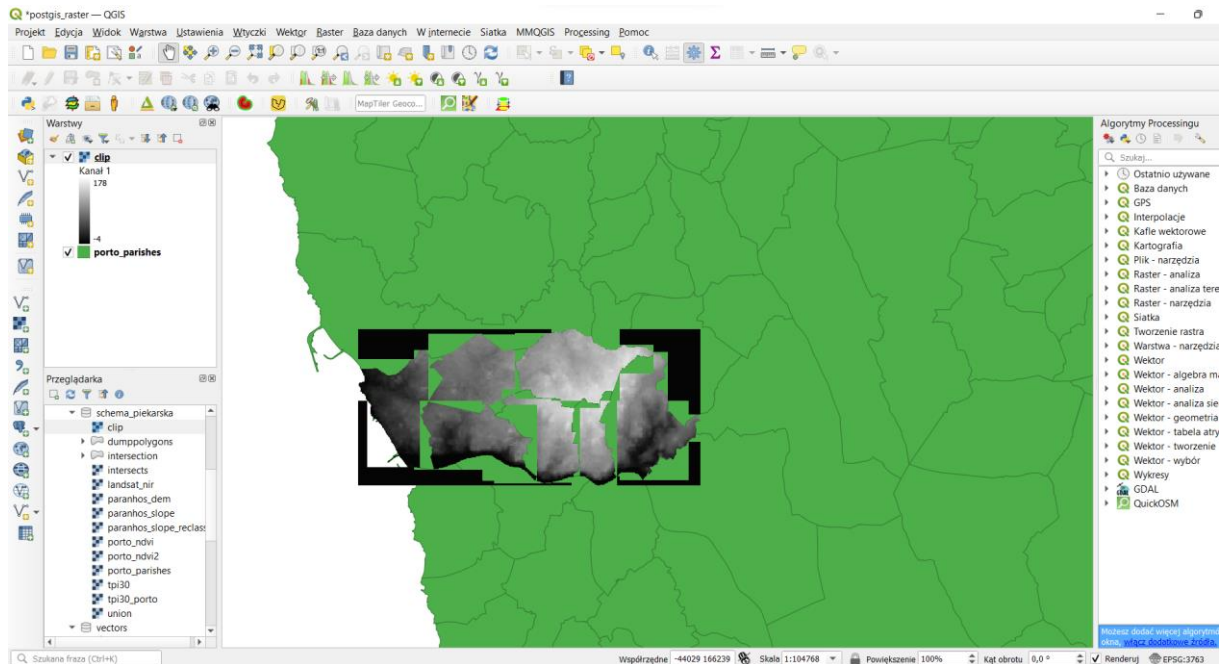 *postgis_raster — QGIS
Projekt Edycja Widok Warstwa Ustawienia Wtyczki Wektor Raster Baza danych W internecie Siatka MMQGIS Processing Pomoc
MapTiler Geoco...
Warstwy
clip
Kanał 1
178
-4
porto_parishes
Przeglądarka
schema_piekarska
clip
dumppolygons
intersection
intersects
landsat_nir
paranhos_dem
paranhos_slope
paranhos_slope_reclass
porto_ndvi
porto_ndvi2
porto_parishes
tpi30
tpi30_porto
union
vectors
Algorytmy Processingu
Szukaj...
Ostatnio używane
Baza danych
GPS
Interpolacje
Kafle wektorowe
Kartografia
Plik - narzędzia
Raster - analiza
Raster - analiza tere
Raster - narzędzia
Siatka
Tworzenie rastra
Warstwa - narzędzia
Wektor
Wektor - algebra ma
Wektor - analiza
Wektor - analiza sie
Wektor - geometria
Wektor - tabela atry
Wektor - tworzenie
Wektor - wybór
Wykresy
GDAL
QuickOSM
Możesz dodać więcej algorytmó
okna, włącz dodatkowe źródła.
Szukana fraza (Ctrl+K)
Współrzędne -44029 166239 Skala 1:104768 Powiększenie 100% Kąt obrotu 0,0 ° Renderuj EPSG:3763